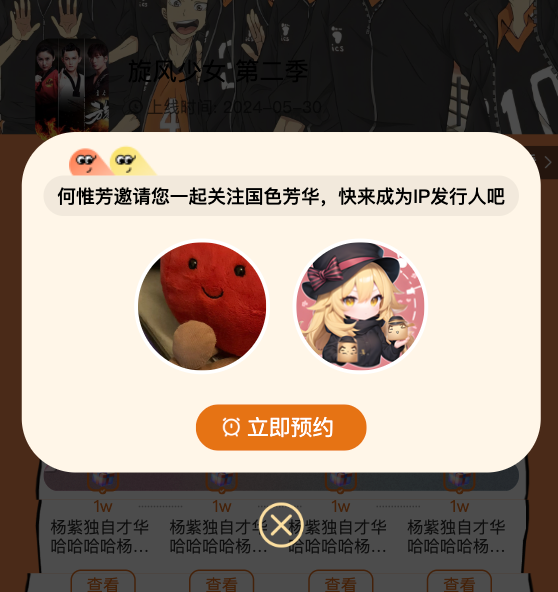 旋风少女 第二季
上线时间: 2024-05-30
何惟芳邀请您一起关注国色芳华，快来成为IP发行人吧
立即预约
1w 1w 1w
杨紫独自才华 杨紫独自才华 杨紫独自才华 杨紫独自才华
哈哈哈哈杨... 哈哈哈哈杨... 哈哈哈哈杨... 哈哈哈哈杨...
查看 查看 查看 查看